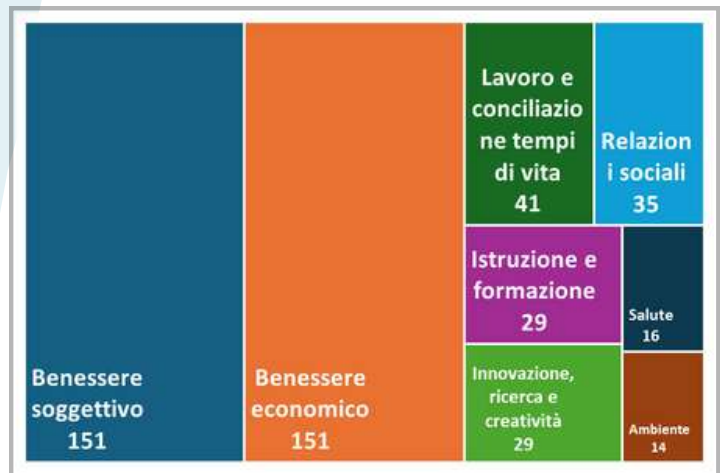 Benessere
soggettivo
151
Benessere
economico
151
Lavoro e
conciliazio
ne tempi
di vita
41
Relazion
i sociali
35
Istruzione e
formazione
29
Salute
16
Innovazione,
ricerca e
creatività
29
Ambiente
14